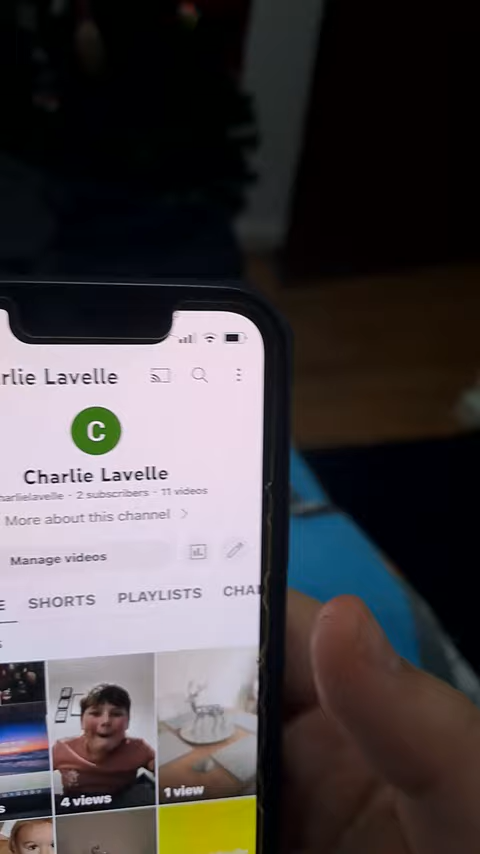 rlie Lavelle
C
Charlie Lavelle
harlielavelle · 2 subscribers · 11 videos
More about this channel >
Manage videos
E SHORTS PLAYLISTS CHA
s
s 4 views 1 view